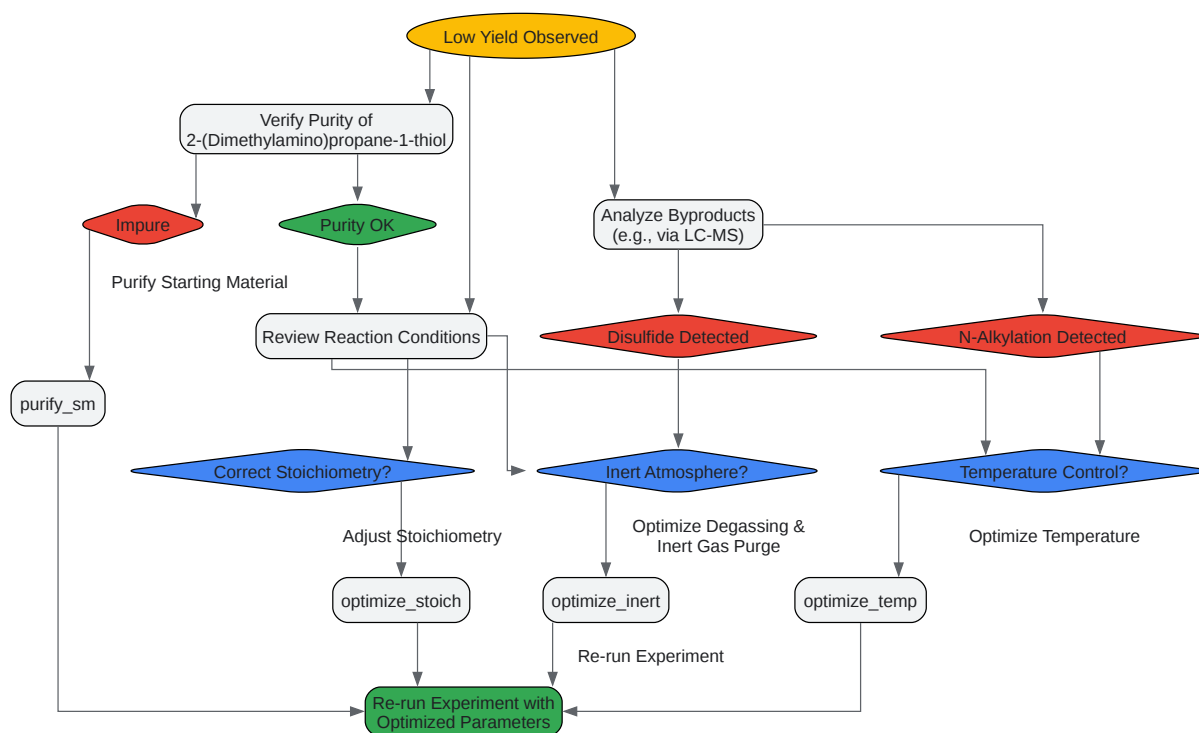 Low Yield Observed
Verify Purity of
2-(Dimethylamino)propane-1-thiol
Impure
Purity OK
Analyze Byproducts
(e.g., via LC-MS)
Purify Starting Material
Review Reaction Conditions
Disulfide Detected
N-Alkylation Detected
purify_sm
Correct Stoichiometry?
Inert Atmosphere?
Temperature Control?
Adjust Stoichiometry
Optimize Degassing &
Inert Gas Purge
Optimize Temperature
optimize_stoich
optimize_inert
optimize_temp
Re-run Experiment
Re-run Experiment with
Optimized Parameters